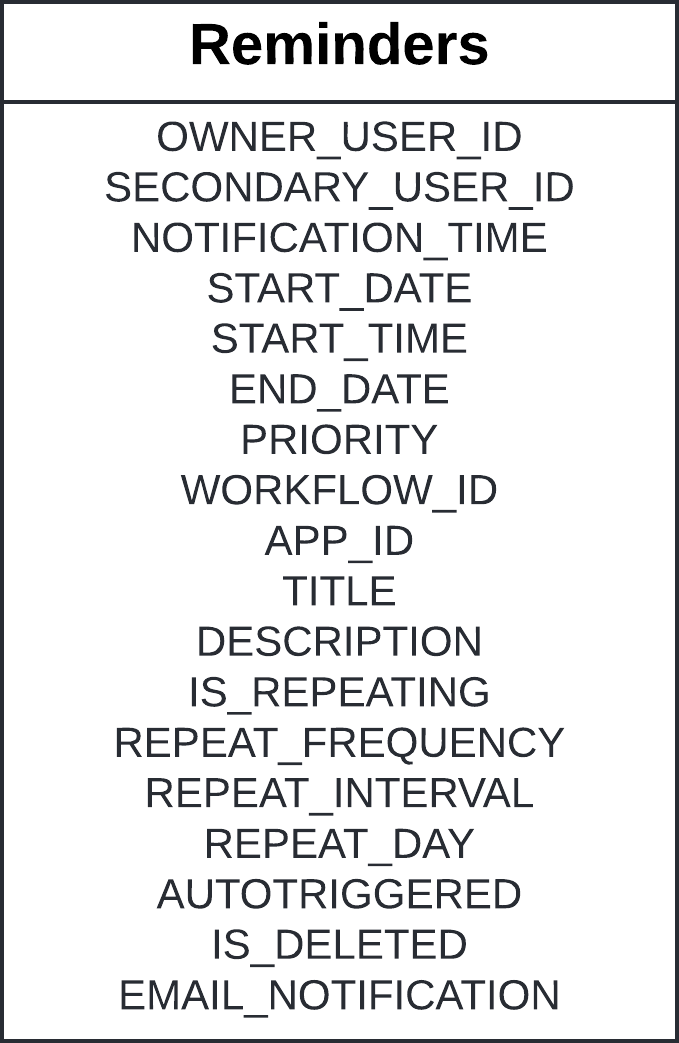 Reminders
OWNER_USER_ID
SECONDARY_USER_ID
NOTIFICATION_TIME
START_DATE
START_TIME
END_DATE
PRIORITY
WORKFLOW_ID
APP_ID
TITLE
DESCRIPTION
IS_REPEATING
REPEAT_FREQUENCY
REPEAT_INTERVAL
REPEAT_DAY
AUTOTRIGGERED
IS_DELETED
EMAIL_NOTIFICATION